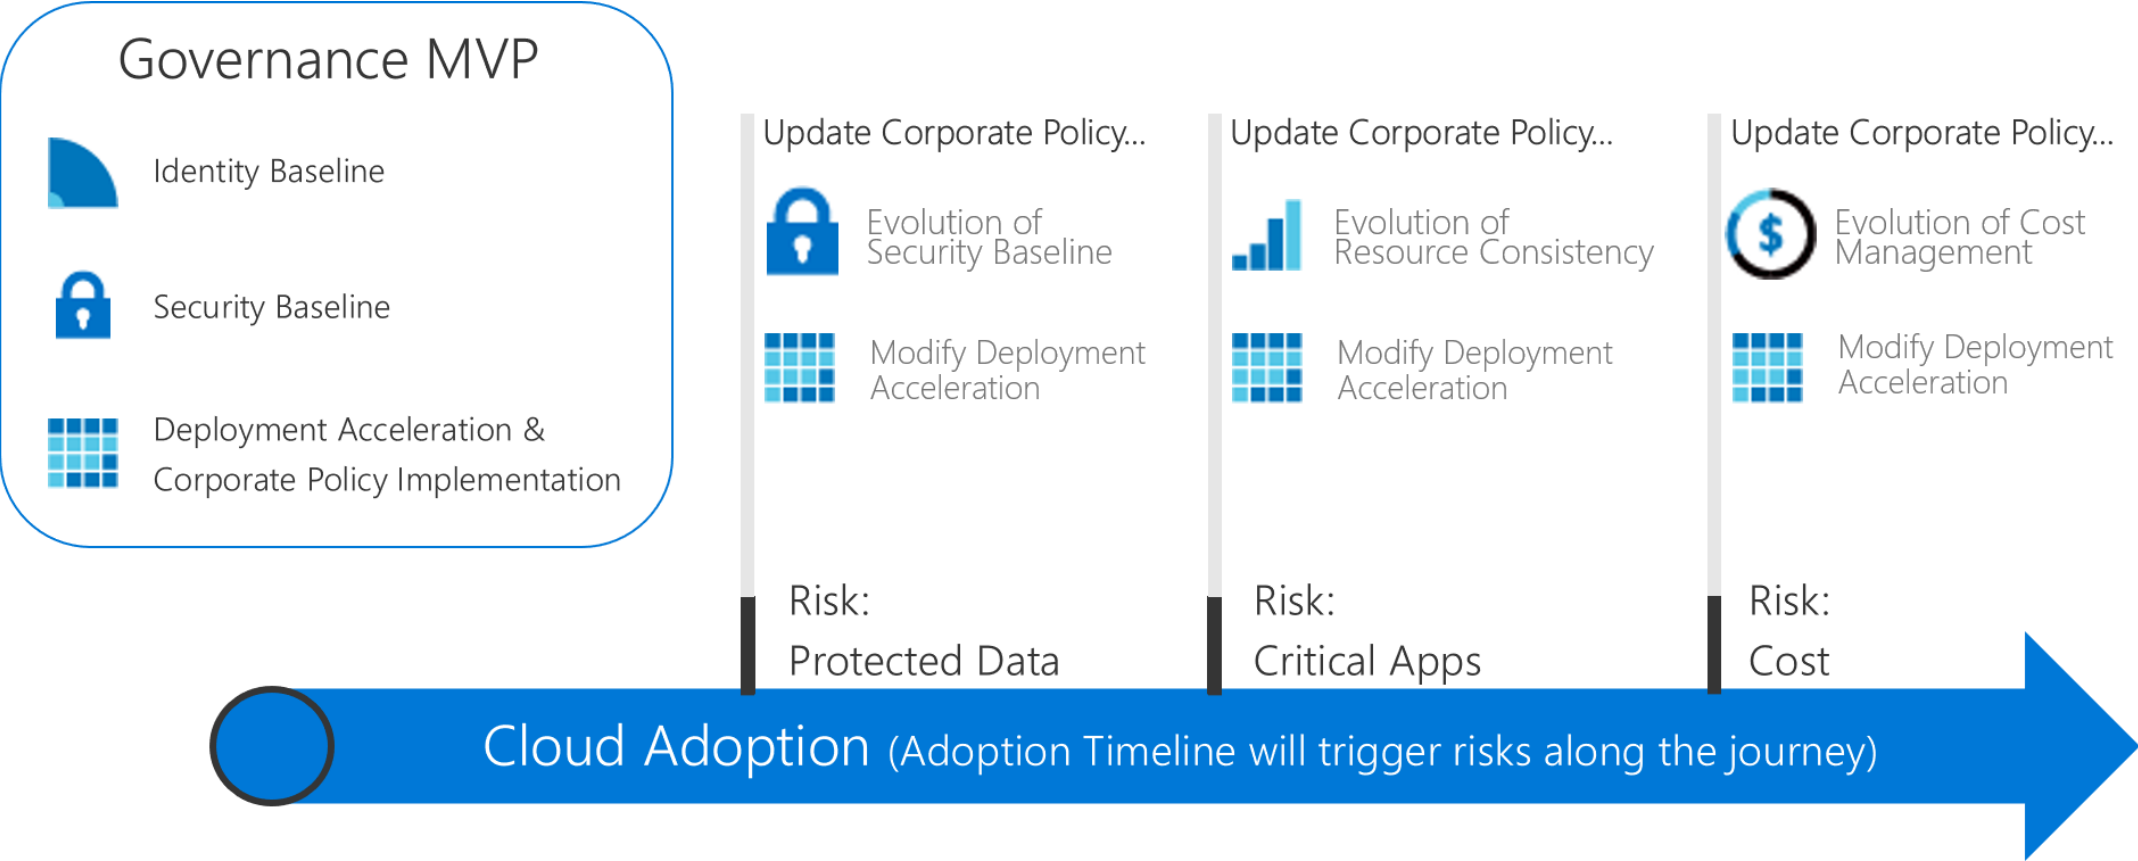 Governance MVP
Identity Baseline
Security Baseline
Deployment Acceleration &
Corporate Policy Implementation
Update Corporate Policy...
Evolution of
Security Baseline
Modify Deployment
Acceleration
Risk:
Protected Data
Update Corporate Policy...
Evolution of
Resource Consistency
Modify Deployment
Acceleration
Risk:
Critical Apps
Update Corporate Policy...
$
Evolution of Cost
Management
Modify Deployment
Acceleration
Risk:
Cost
Cloud Adoption (Adoption Timeline will trigger risks along the journey)